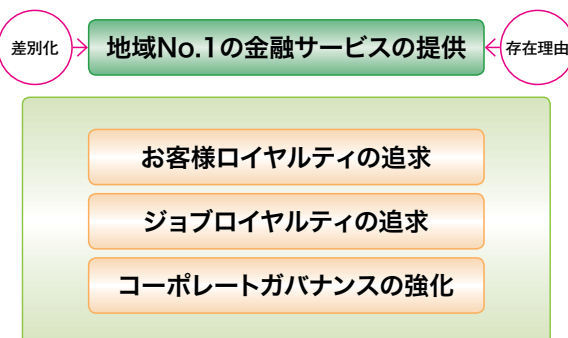 差別化
地域No.1の金融サービスの提供
存在理由
お客様ロイヤルティの追求
ジョブロイヤルティの追求
コーポレートガバナンスの強化